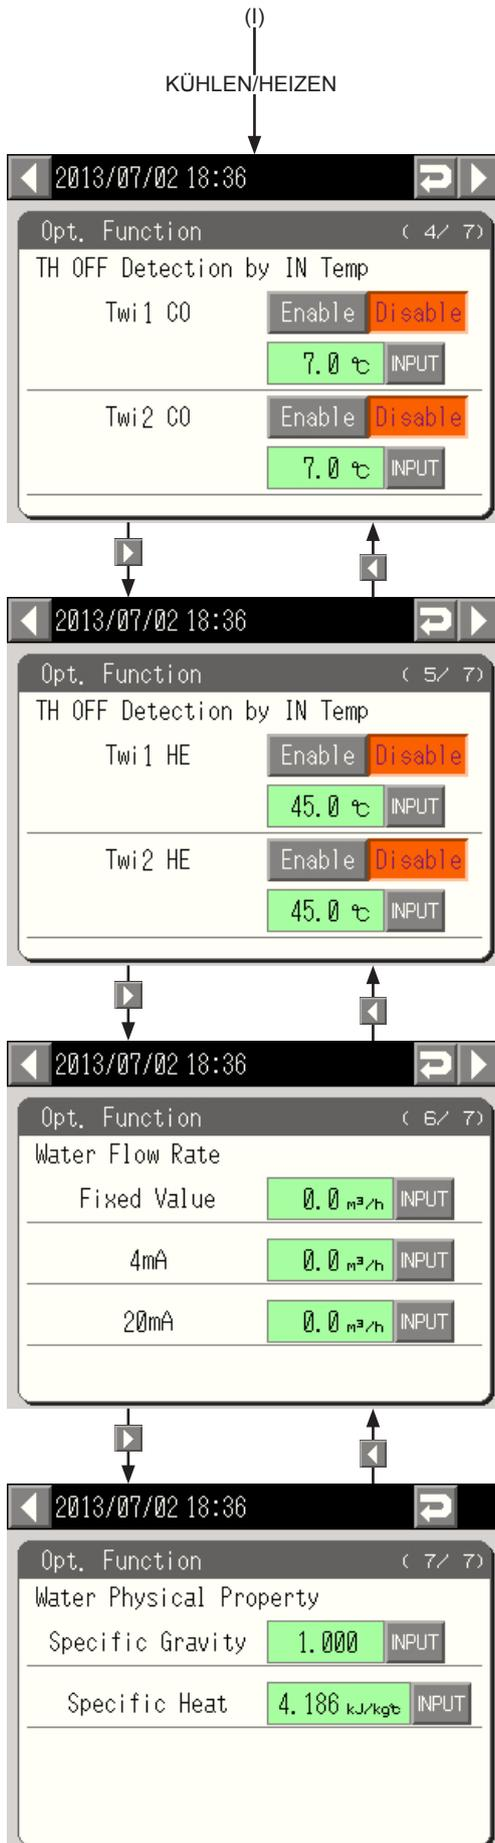 (I)
KÜHLEN/HEIZEN
2013/07/02 18:36
Opt. Function ( 4/ 7)
TH OFF Detection by IN Temp
Twi1 CO Enable Disable
7.0 ℃ INPUT
Twi2 CO Enable Disable
7.0 ℃ INPUT
2013/07/02 18:36
Opt. Function ( 5/ 7)
TH OFF Detection by IN Temp
Twi1 HE Enable Disable
45.0 ℃ INPUT
Twi2 HE Enable Disable
45.0 ℃ INPUT
2013/07/02 18:36
Opt. Function ( 6/ 7)
Water Flow Rate
Fixed Value 0.0 m³/h INPUT
4mA 0.0 m³/h INPUT
20mA 0.0 m³/h INPUT
2013/07/02 18:36
Opt. Function ( 7/ 7)
Water Physical Property
Specific Gravity 1.000 INPUT
Specific Heat 4.186 kJ/kg℃ INPUT